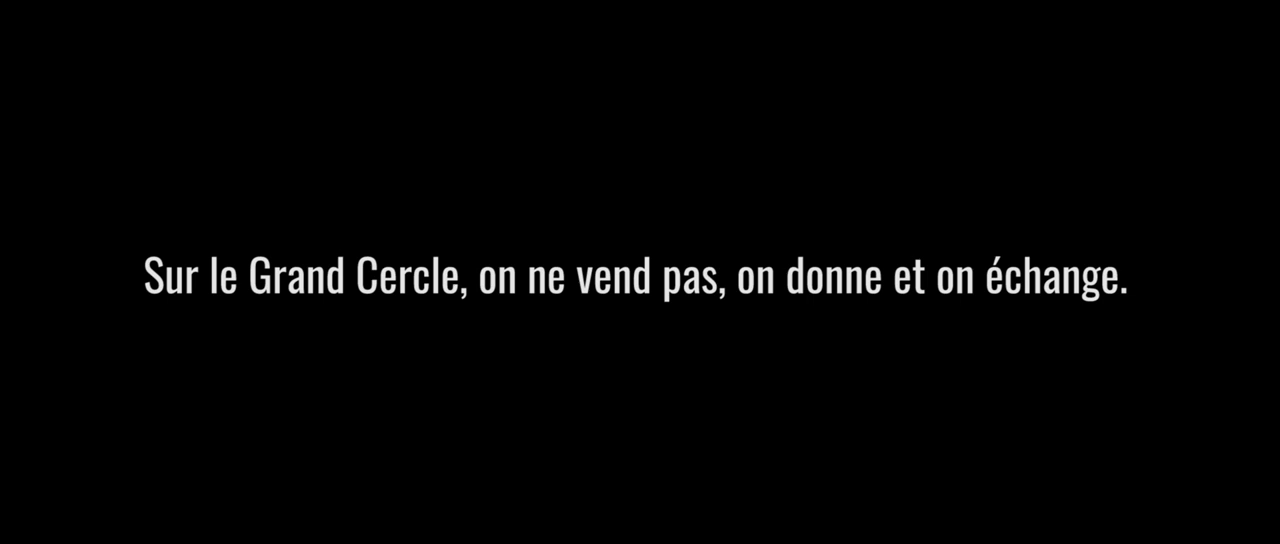 Sur le Grand Cercle, on ne vend pas, on donne et on échange.